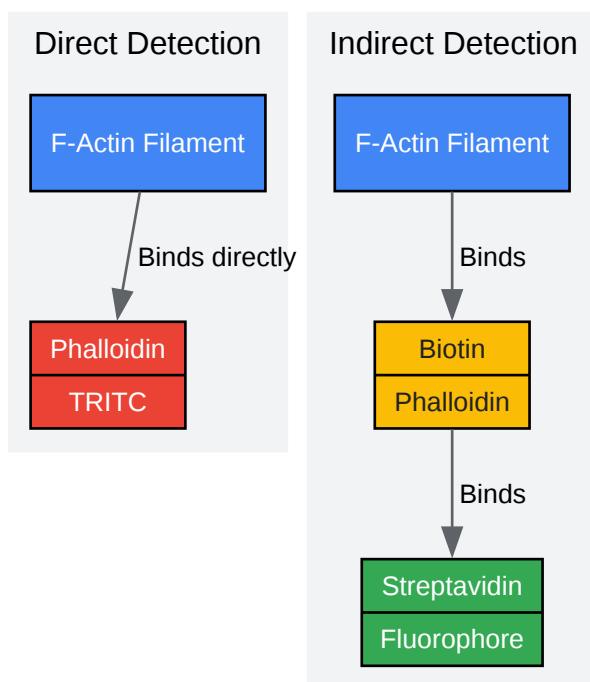 Direct Detection
F-Actin Filament
Binds directly
Phalloidin
TRITC
Indirect Detection
F-Actin Filament
Binds
Biotin
Phalloidin
Binds
Streptavidin
Fluorophore